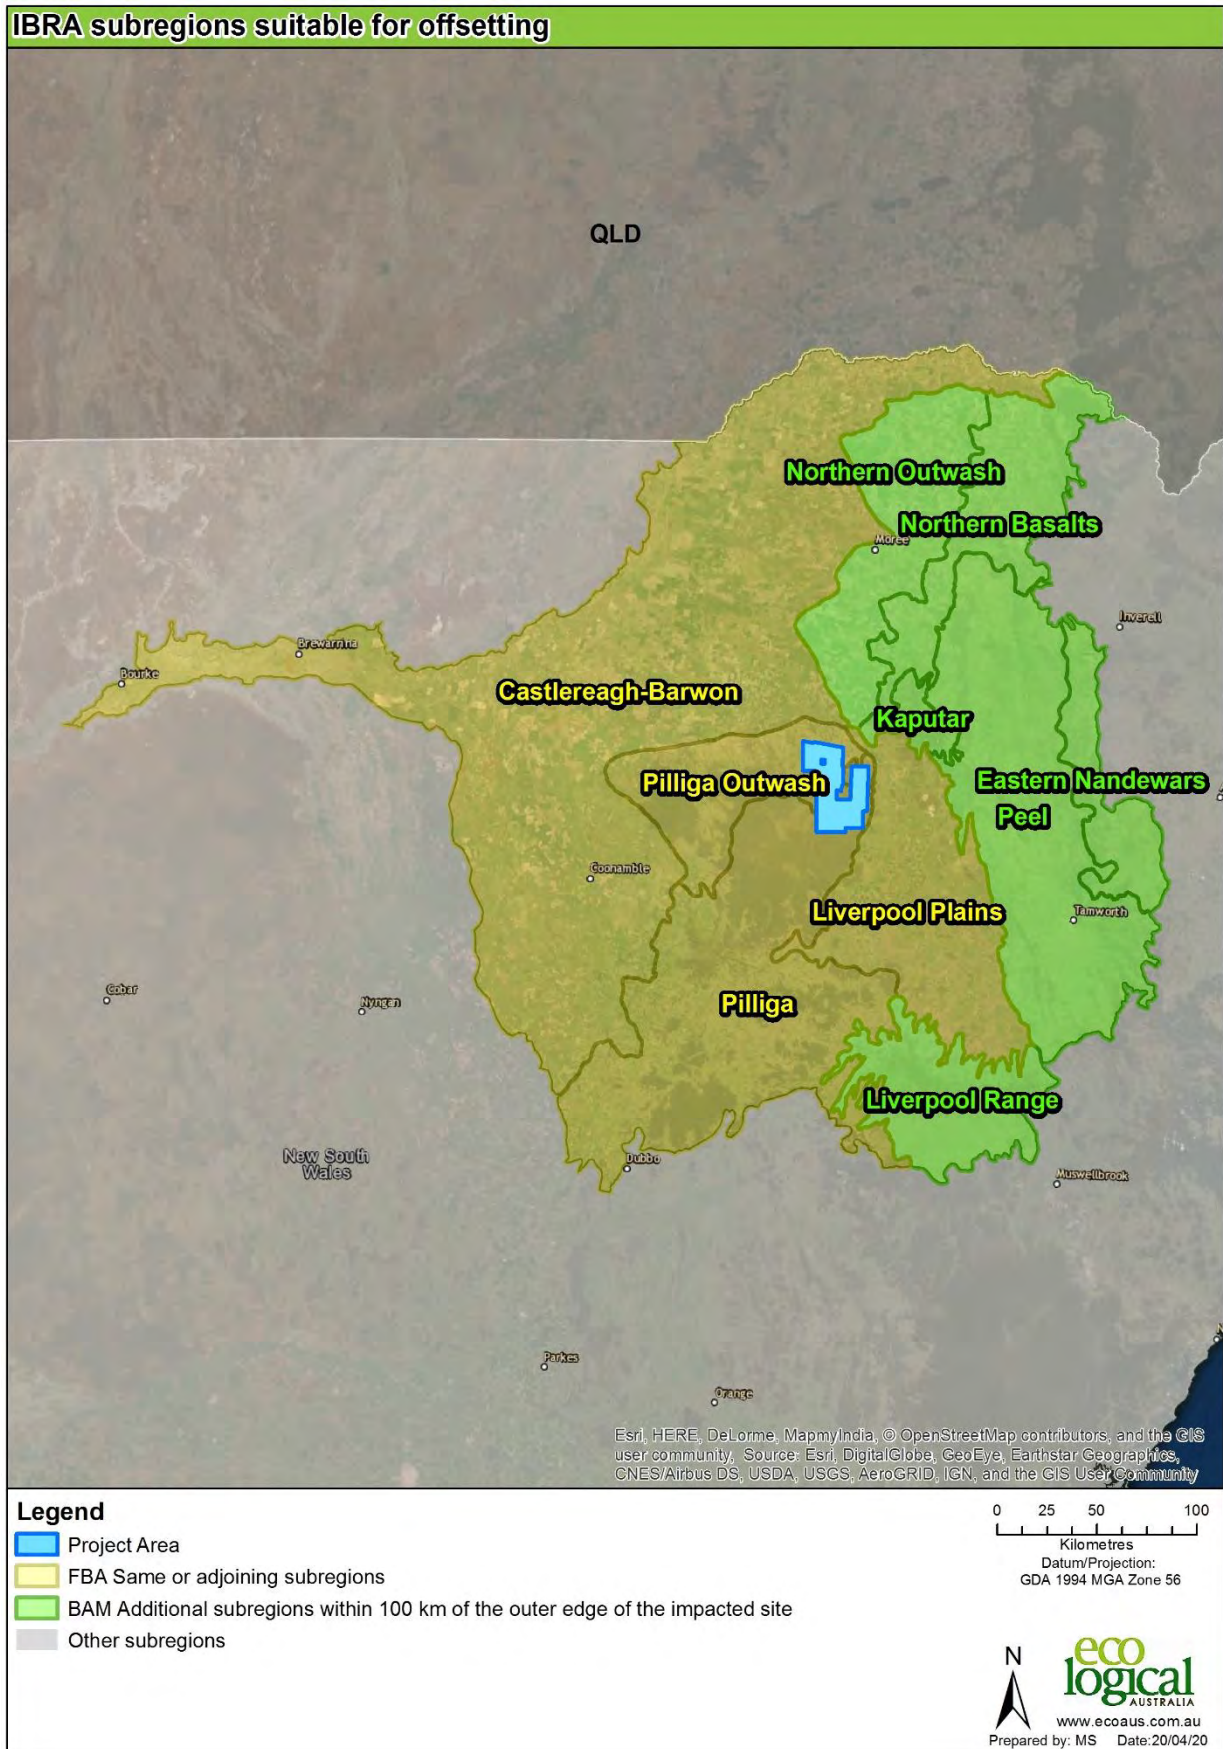 IBRA subregions suitable for offsetting
QLD
Northern Outwash
Northern Basalts
Moree
Inverell
Brewarrina
Bourke
Castlereagh-Barwon
Kaputar
Pilliga Outwash
Eastern Nandewars
Peel
Coonamble
Liverpool Plains
Tamworth
Cobar
Nyngan
Pilliga
Liverpool Range
New South
Wales
Dubbo
Muswellbrook
Parkes
Orange
Esri, HERE, DeLorme, MapmyIndia, © OpenStreetMap contributors, and the GIS
user community, Source: Esri, DigitalGlobe, GeoEye, Earthstar Geographics,
CNES/Airbus DS, USDA, USGS, AeroGRID, IGN, and the GIS User Community
Legend
Project Area
FBA Same or adjoining subregions
BAM Additional subregions within 100 km of the outer edge of the impacted site
Other subregions
0 25 50 100
Kilometres
Datum/Projection:
GDA 1994 MGA Zone 56
N
eco
logical
AUSTRALIA
www.ecoaus.com.au
Prepared by: MS Date:20/04/20